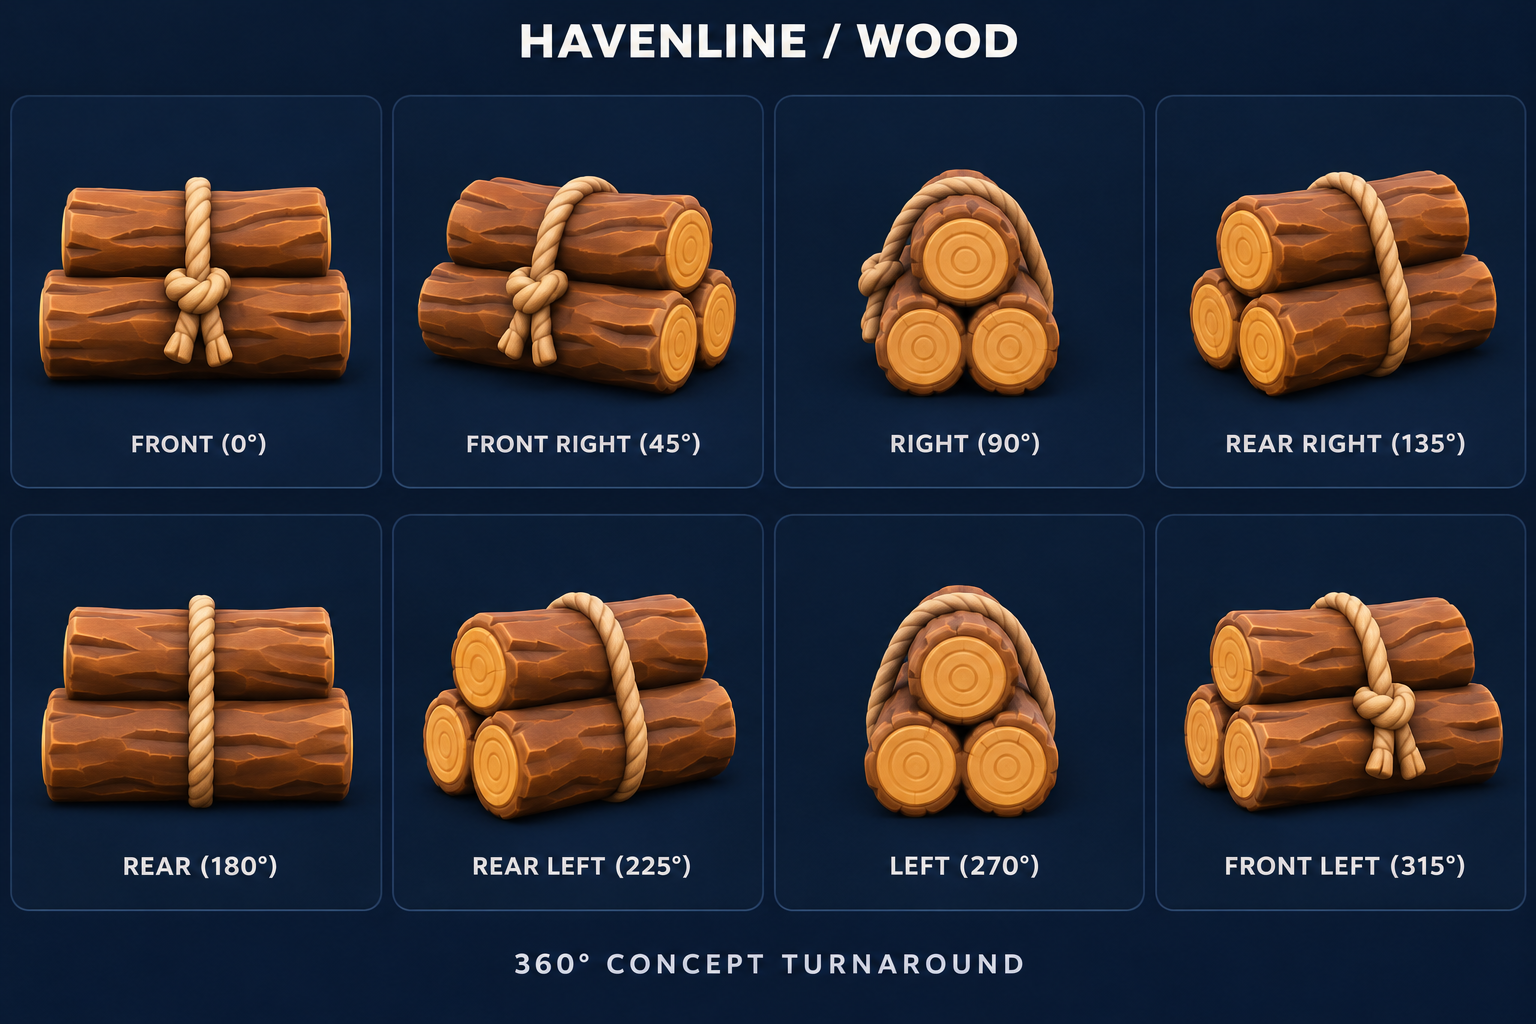 HAVENLINE / WOOD
FRONT (0°)
FRONT RIGHT (45°)
RIGHT (90°)
REAR RIGHT (135°)
REAR (180°)
REAR LEFT (225°)
LEFT (270°)
FRONT LEFT (315°)
360° CONCEPT TURNAROUND